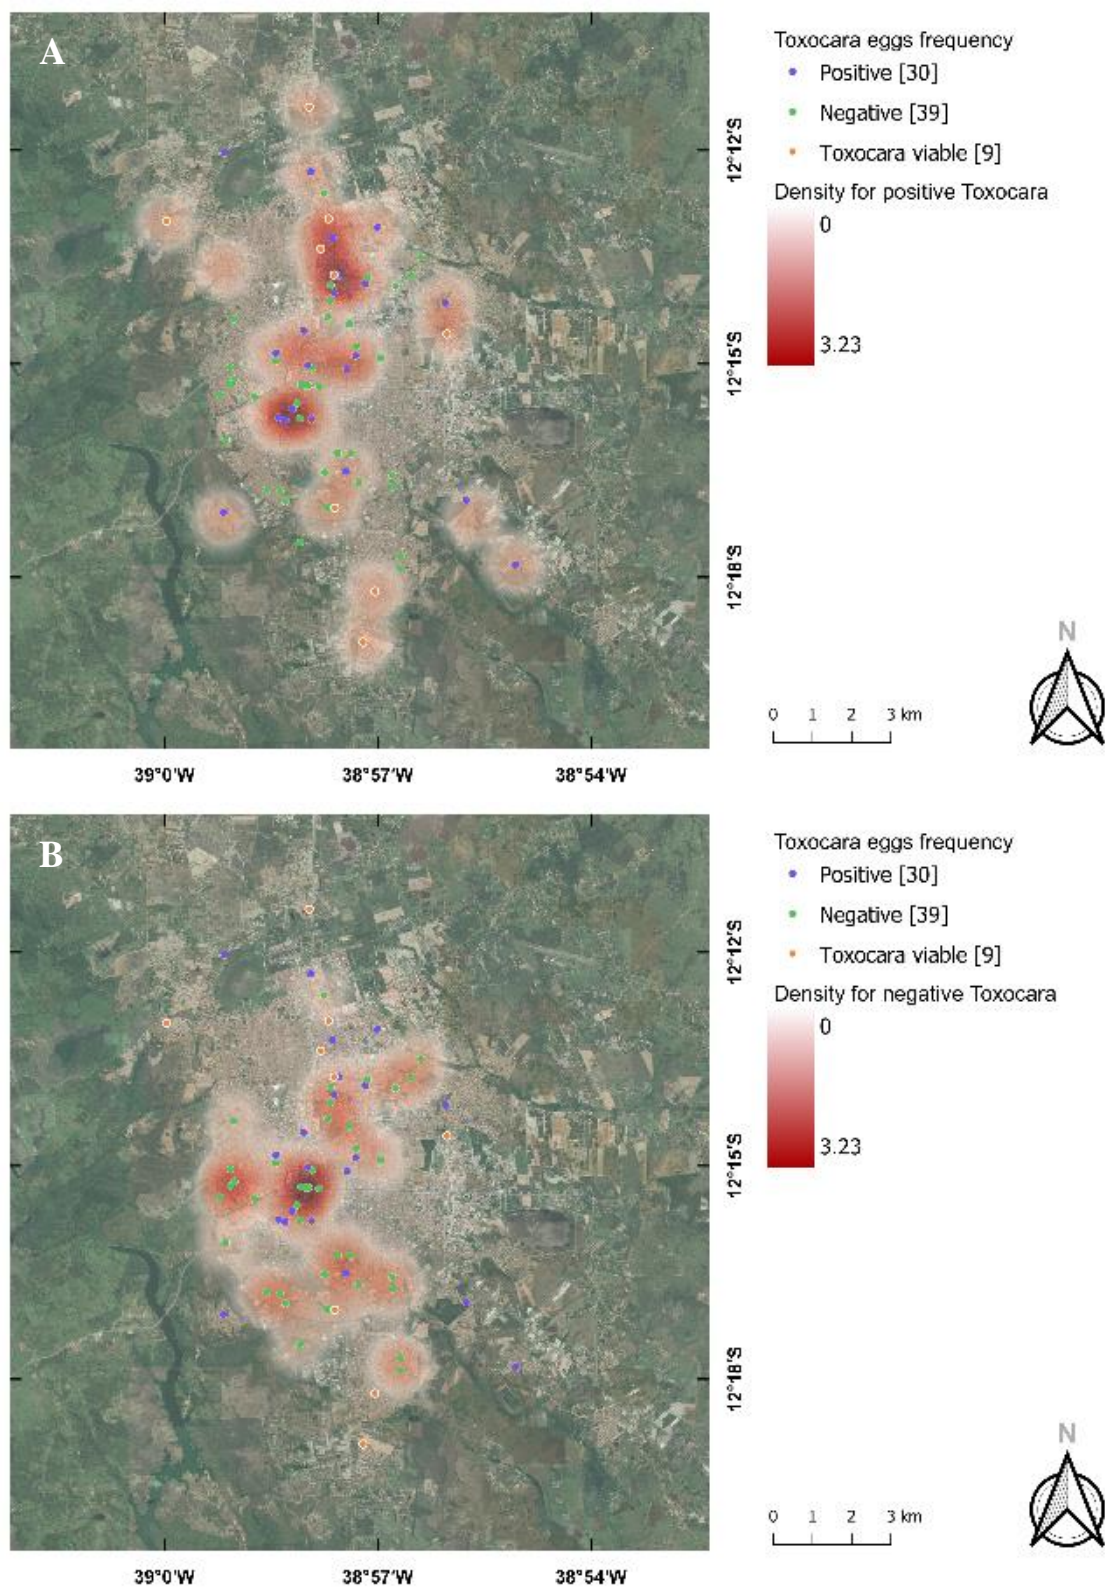 A
Toxocara eggs frequency
Positive [30]
Negative [39]
Toxocara viable [9]
Density for positive Toxocara
0
3.23
12°12'S
12°15'S
12°18'S
N
0 1 2 3 km
39°0'W 38°57'W 38°54'W
B
Toxocara eggs frequency
Positive [30]
Negative [39]
Toxocara viable [9]
Density for negative Toxocara
0
3.23
12°12'S
12°15'S
12°18'S
N
0 1 2 3 km
39°0'W 38°57'W 38°54'W